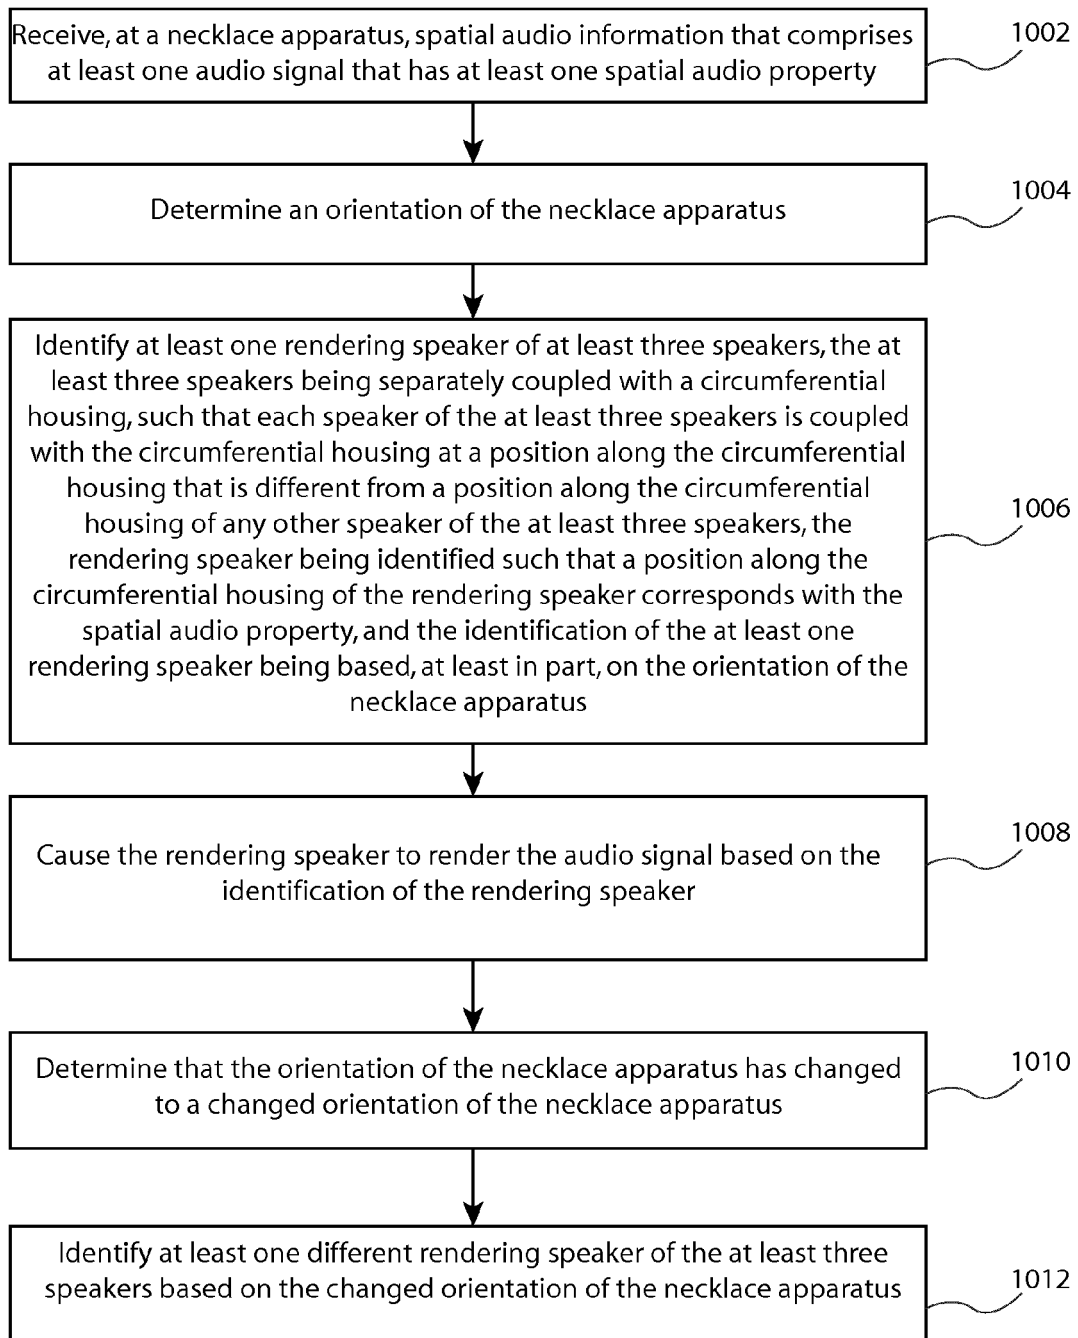 Receive, at a necklace apparatus, spatial audio information that comprises
at least one audio signal that has at least one spatial audio property
1002
Determine an orientation of the necklace apparatus
1004
Identify at least one rendering speaker of at least three speakers, the at
least three speakers being separately coupled with a circumferential
housing, such that each speaker of the at least three speakers is coupled
with the circumferential housing at a position along the circumferential
housing that is different from a position along the circumferential
housing of any other speaker of the at least three speakers, the
rendering speaker being identified such that a position along the
circumferential housing of the rendering speaker corresponds with the
spatial audio property, and the identification of the at least one
rendering speaker being based, at least in part, on the orientation of the
necklace apparatus
1006
Cause the rendering speaker to render the audio signal based on the
identification of the rendering speaker
1008
Determine that the orientation of the necklace apparatus has changed
to a changed orientation of the necklace apparatus
1010
Identify at least one different rendering speaker of the at least three
speakers based on the changed orientation of the necklace apparatus
1012